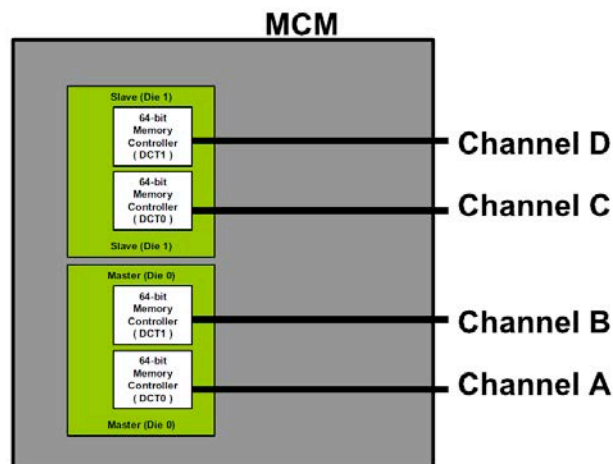 MCM
Slave (Die 1)
64-bit
Memory
Controller
( DCT1 )
Channel D
64-bit
Memory
Controller
( DCT0 )
Channel C
Slave (Die 1)
Master (Die 0)
64-bit
Memory
Controller
( DCT1 )
Channel B
64-bit
Memory
Controller
( DCT0 )
Channel A
Master (Die 0)